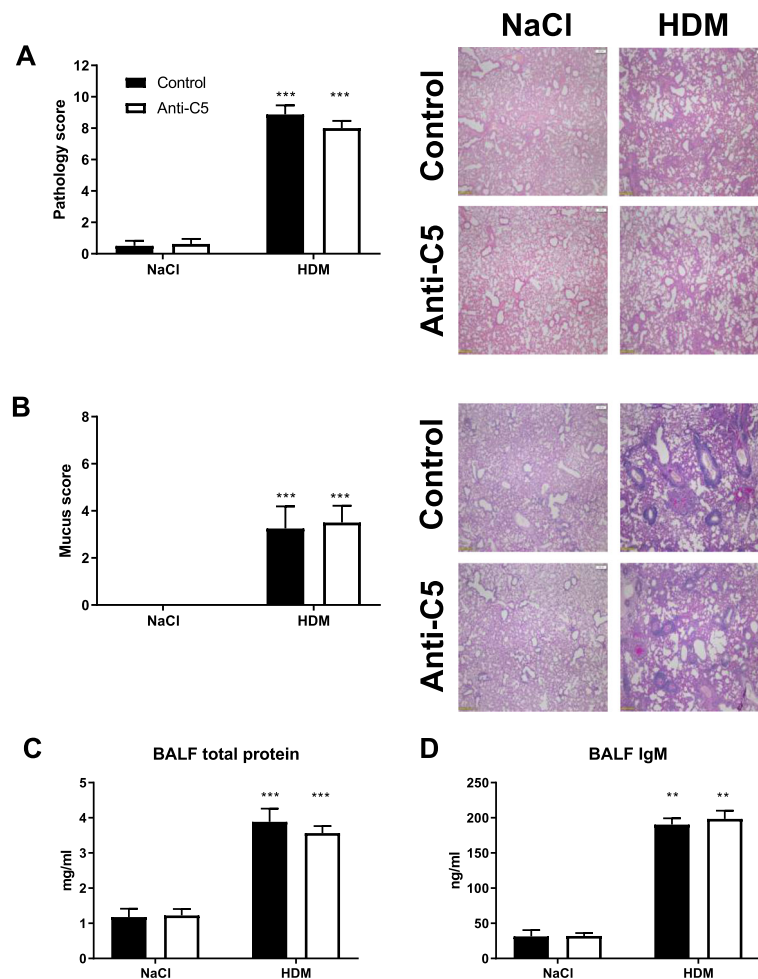 NaCl
HDM
A
Pathology score
12
10
8
6
4
2
0
Control
Anti-C5
***
***
NaCl
HDM
Control
Anti-C5
B
Mucus score
8
6
4
2
0
***
***
NaCl
HDM
Control
Anti-C5
C
BALF total protein
mg/ml
5
4
3
2
1
0
***
***
NaCl
HDM
D
BALF IgM
ng/ml
250
200
150
100
50
0
**
**
NaCl
HDM